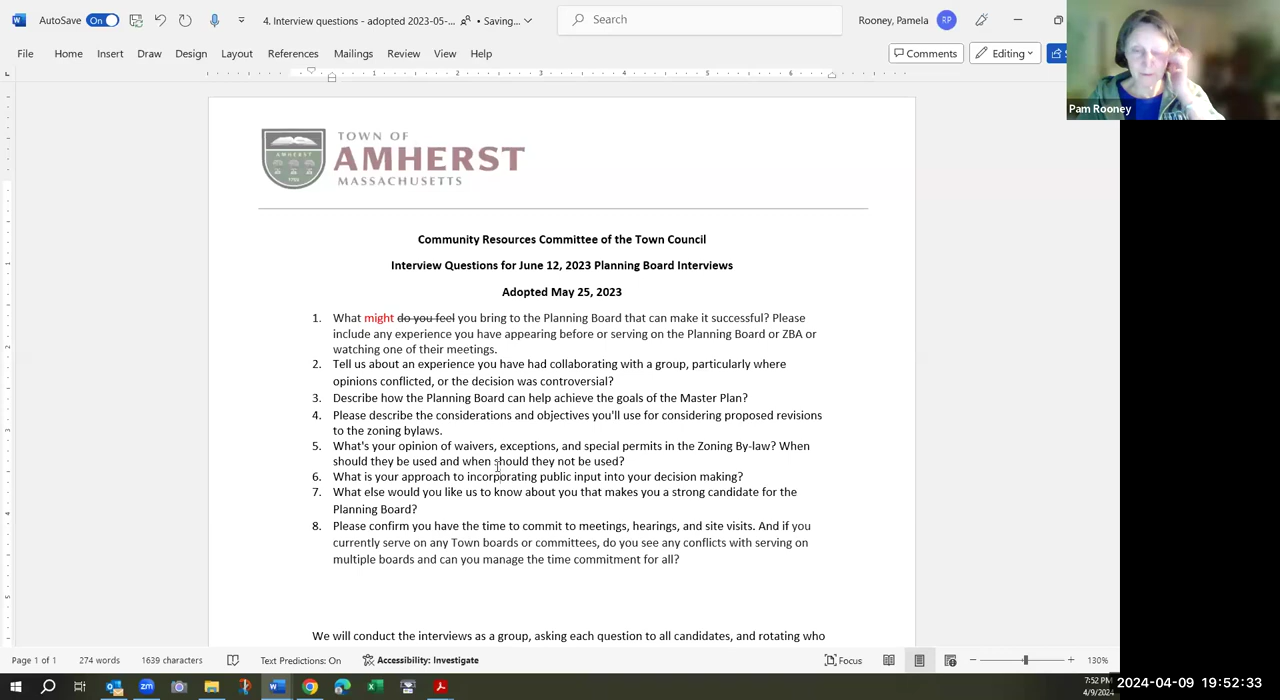 AutoSave On 4. Interview questions - adopted 2023-05-... • Saving... Search Rooney, Pamela RP
File Home Insert Draw Design Layout References Mailings Review View Help Comments Editing
Pam Rooney
1 2 3 4 5 6
TOWN OF
AMHERST
MASSACHUSETTS
AMHERST
Community Resources Committee of the Town Council
Interview Questions for June 12, 2023 Planning Board Interviews
Adopted May 25, 2023
1. What might do you feel you bring to the Planning Board that can make it successful? Please
include any experience you have appearing before or serving on the Planning Board or ZBA or
watching one of their meetings.
2. Tell us about an experience you have had collaborating with a group, particularly where
opinions conflicted, or the decision was controversial?
3. Describe how the Planning Board can help achieve the goals of the Master Plan?
4. Please describe the considerations and objectives you'll use for considering proposed revisions
to the zoning bylaws.
5. What's your opinion of waivers, exceptions, and special permits in the Zoning By-law? When
should they be used and when should they not be used?
6. What is your approach to incorporating public input into your decision making?
7. What else would you like us to know about you that makes you a strong candidate for the
Planning Board?
8. Please confirm you have the time to commit to meetings, hearings, and site visits. And if you
currently serve on any Town boards or committees, do you see any conflicts with serving on
multiple boards and can you manage the time commitment for all?
We will conduct the interviews as a group, asking each question to all candidates, and rotating who
Page 1 of 1 274 words 1639 characters Text Predictions: On Accessibility: Investigate Focus 130%
7:52 PM
4/9/2024
2024-04-09 19:52:33